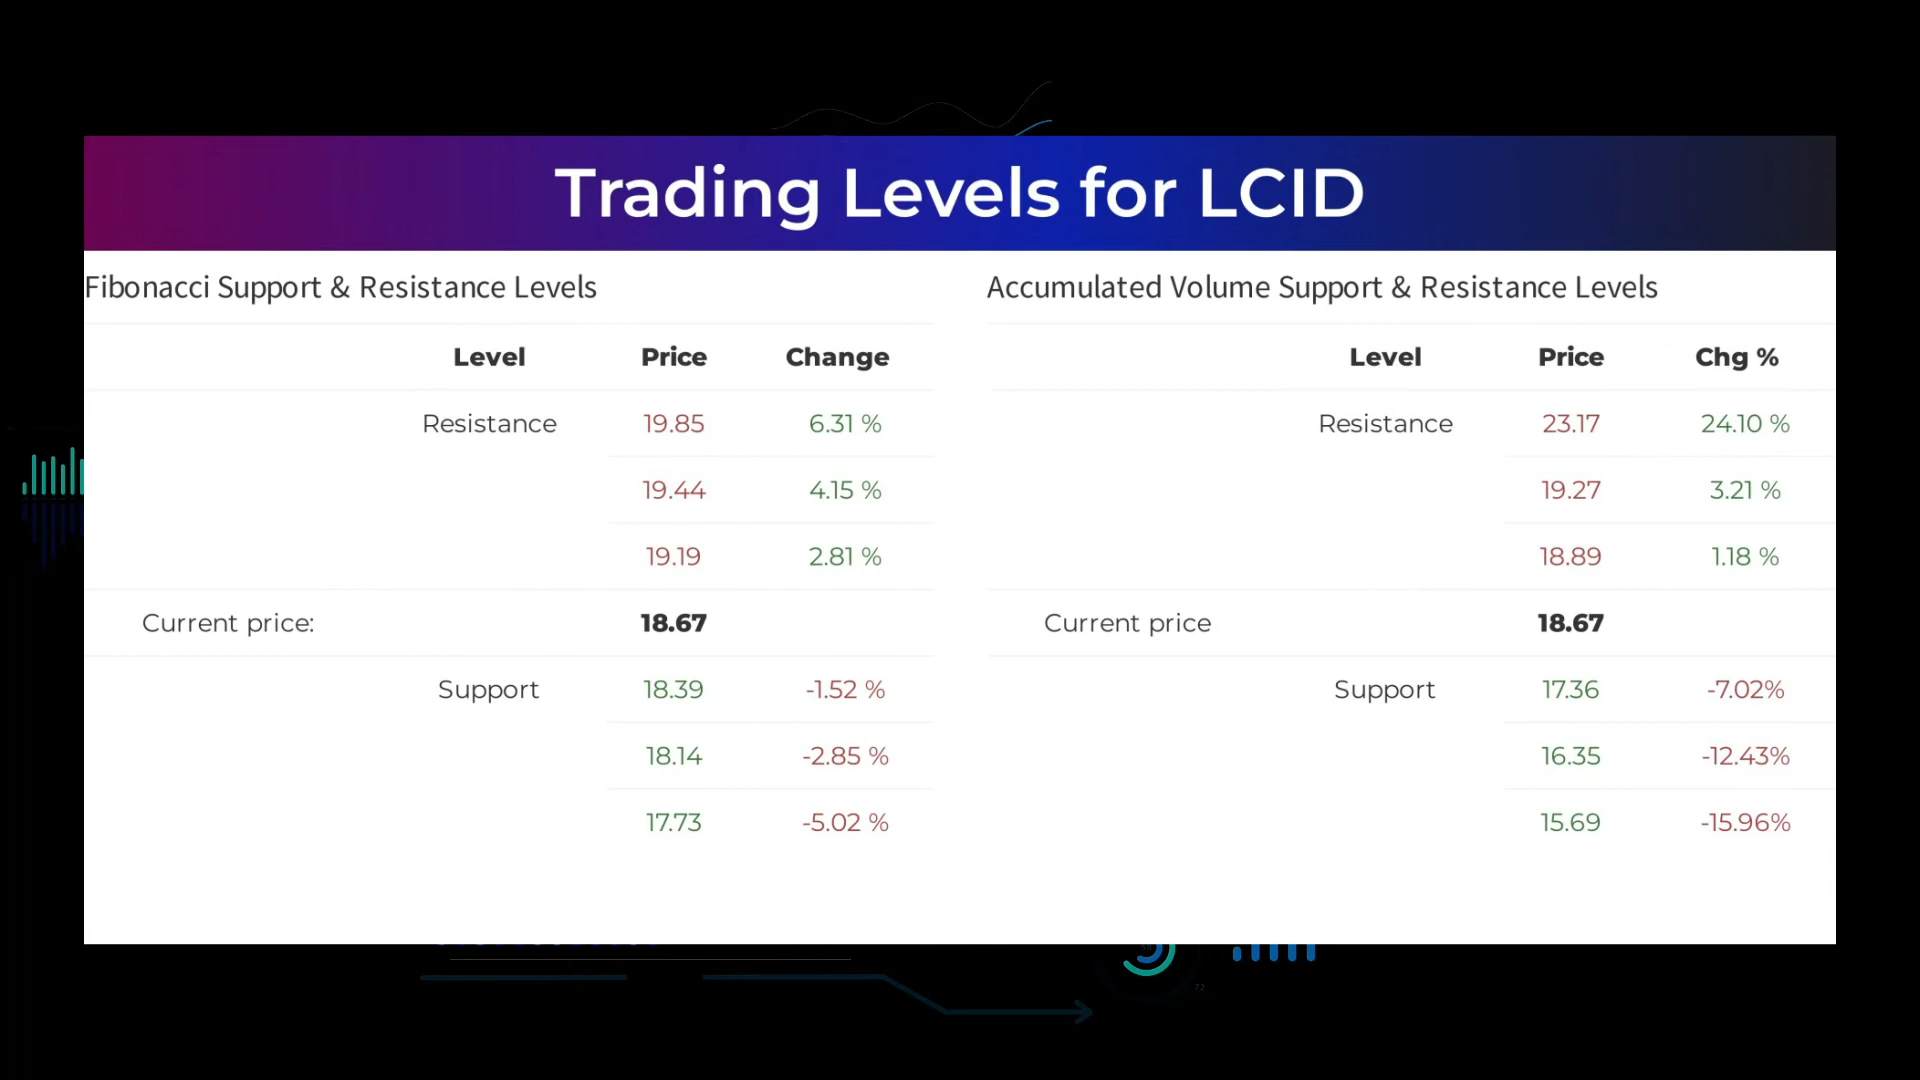 Trading Levels for LCID
Fibonacci Support & Resistance Levels
Level Price Change
Resistance 19.85 6.31 %
19.44 4.15 %
19.19 2.81 %
Current price: 18.67
Support 18.39 -1.52 %
18.14 -2.85 %
17.73 -5.02 %
Accumulated Volume Support & Resistance Levels
Level Price Chg %
Resistance 23.17 24.10 %
19.27 3.21 %
18.89 1.18 %
Current price 18.67
Support 17.36 -7.02%
16.35 -12.43%
15.69 -15.96%
72